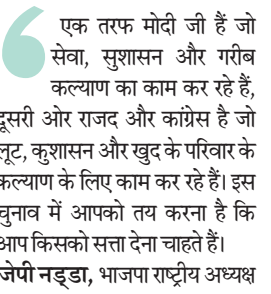 एक तरफ मोदी जी हैं जो
सेवा, सुशासन और गरीब
कल्याण का काम कर रहे हैं,
दूसरी ओर राजद और कांग्रेस है जो
लूट, कुशासन और खुद के परिवार के
कल्याण के लिए काम कर रहे हैं। इस
चुनाव में आपको तय करना है कि
आप किसको सत्ता देना चाहते हैं।
जेपी नड्डा, भाजपा राष्ट्रीय अध्यक्ष